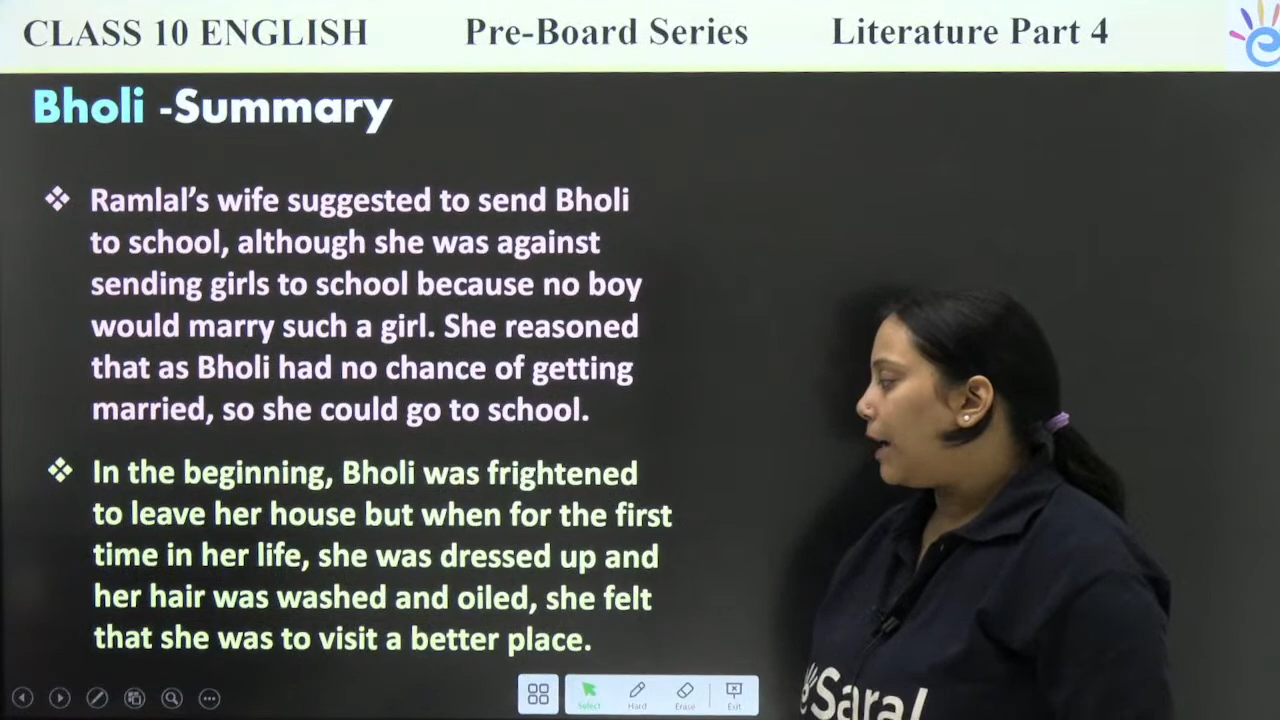 CLASS 10 ENGLISH Pre-Board Series Literature Part 4
Bholi -Summary
❖ Ramlal's wife suggested to send Bholi
to school, although she was against
sending girls to school because no boy
would marry such a girl. She reasoned
that as Bholi had no chance of getting
married, so she could go to school.
❖ In the beginning, Bholi was frightened
to leave her house but when for the first
time in her life, she was dressed up and
her hair was washed and oiled, she felt
that she was to visit a better place.
Select Hard Erase Exit
eSaral